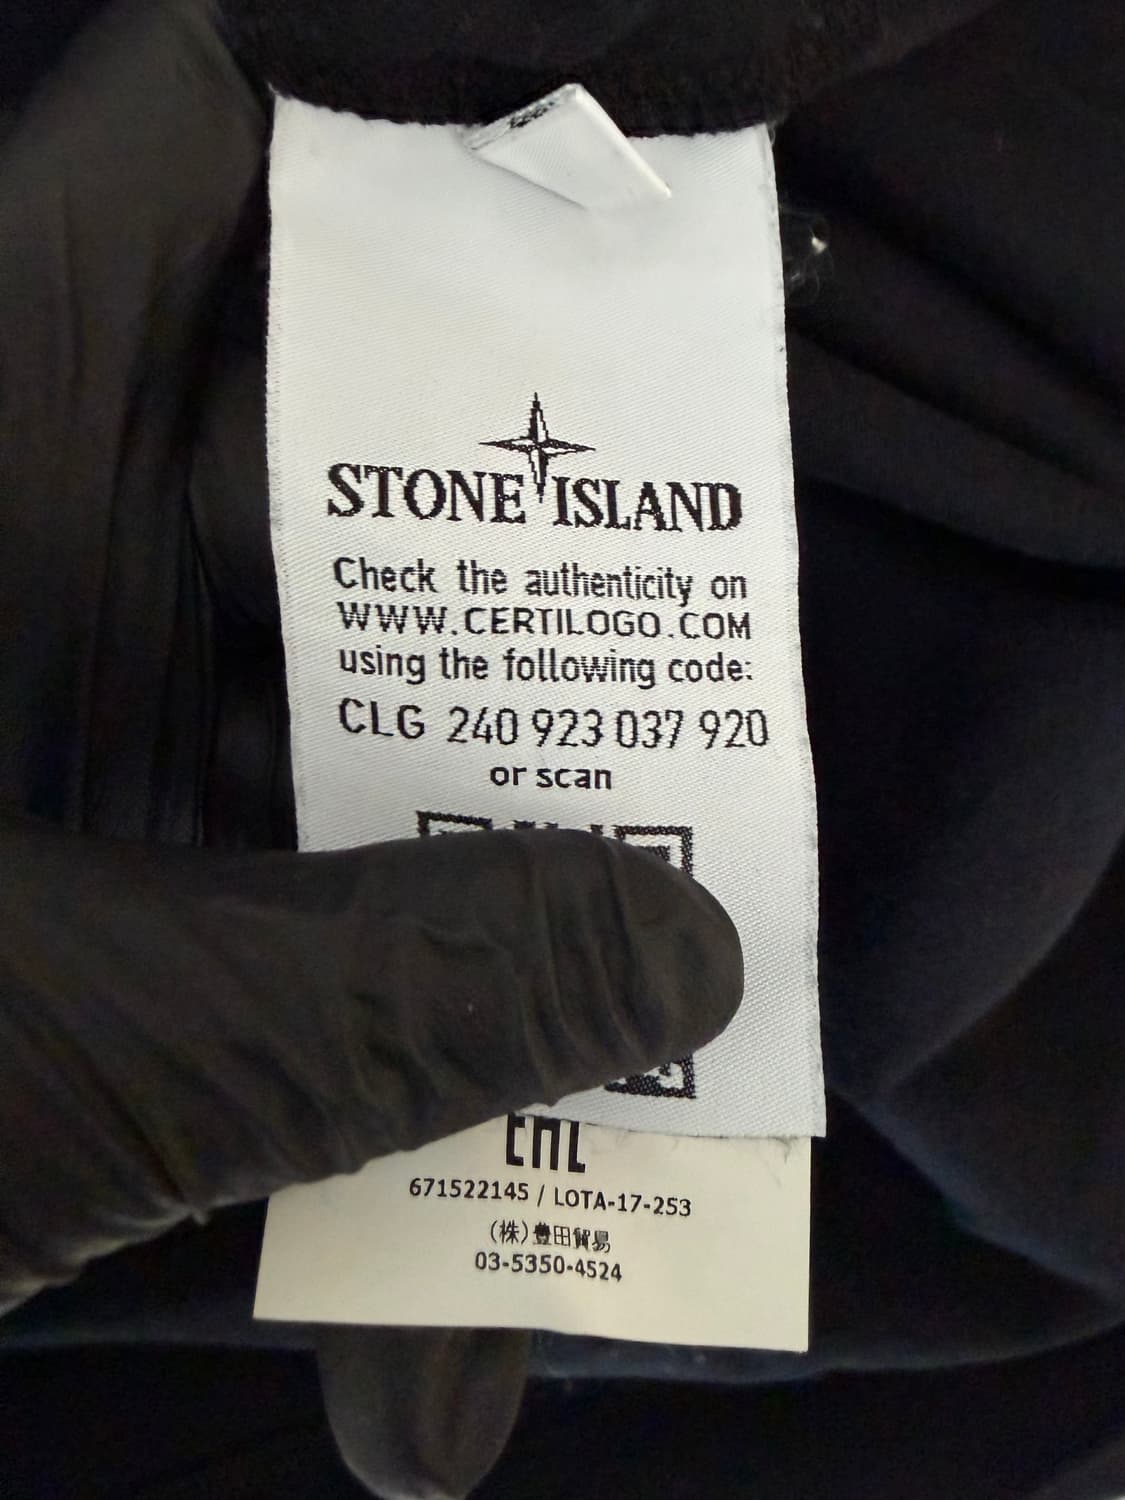 STONE ISLAND
Check the authenticity on
WWW.CERTILOGO.COM
using the following code:
CLG 240 923 037 920
or scan
EAC
671522145 / LOTA-17-253
(株)豊田貿易
03-5350-4524